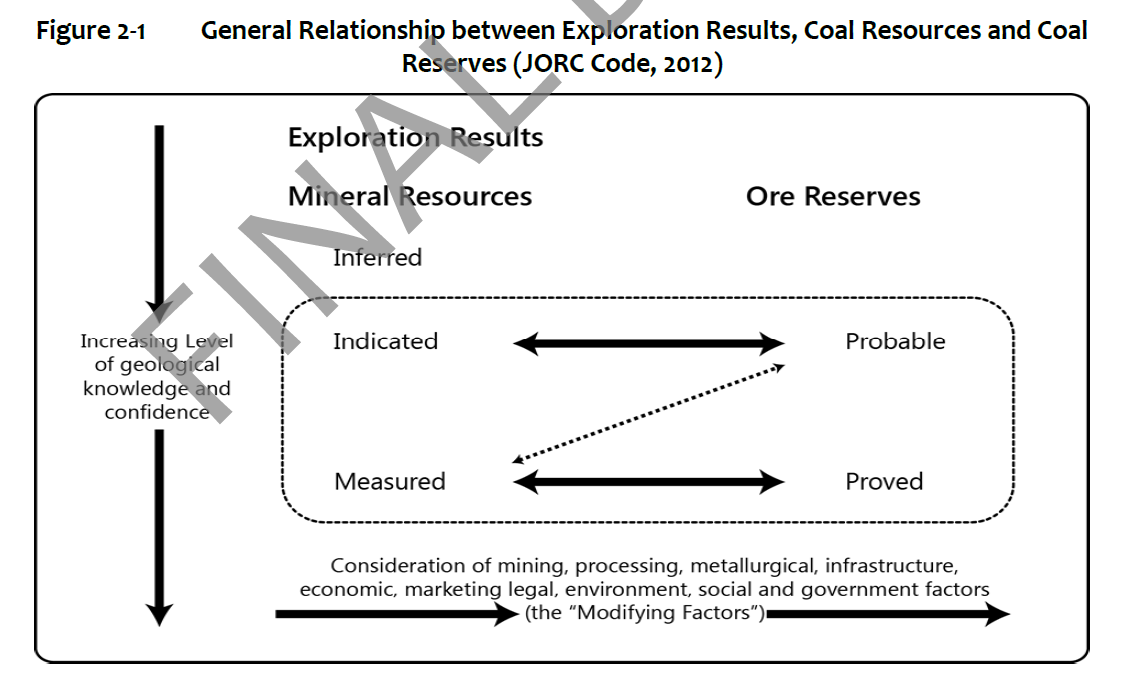 Figure 2-1 General Relationship between Exploration Results, Coal Resources and Coal
Reserves (JORC Code, 2012)
Exploration Results
Mineral Resources Ore Reserves
Inferred
Indicated Probable
Increasing Level
of geological
knowledge and
confidence
Measured Proved
Consideration of mining, processing, metallurgical, infrastructure,
economic, marketing legal, environment, social and government factors
(the “Modifying Factors”)
FINAL